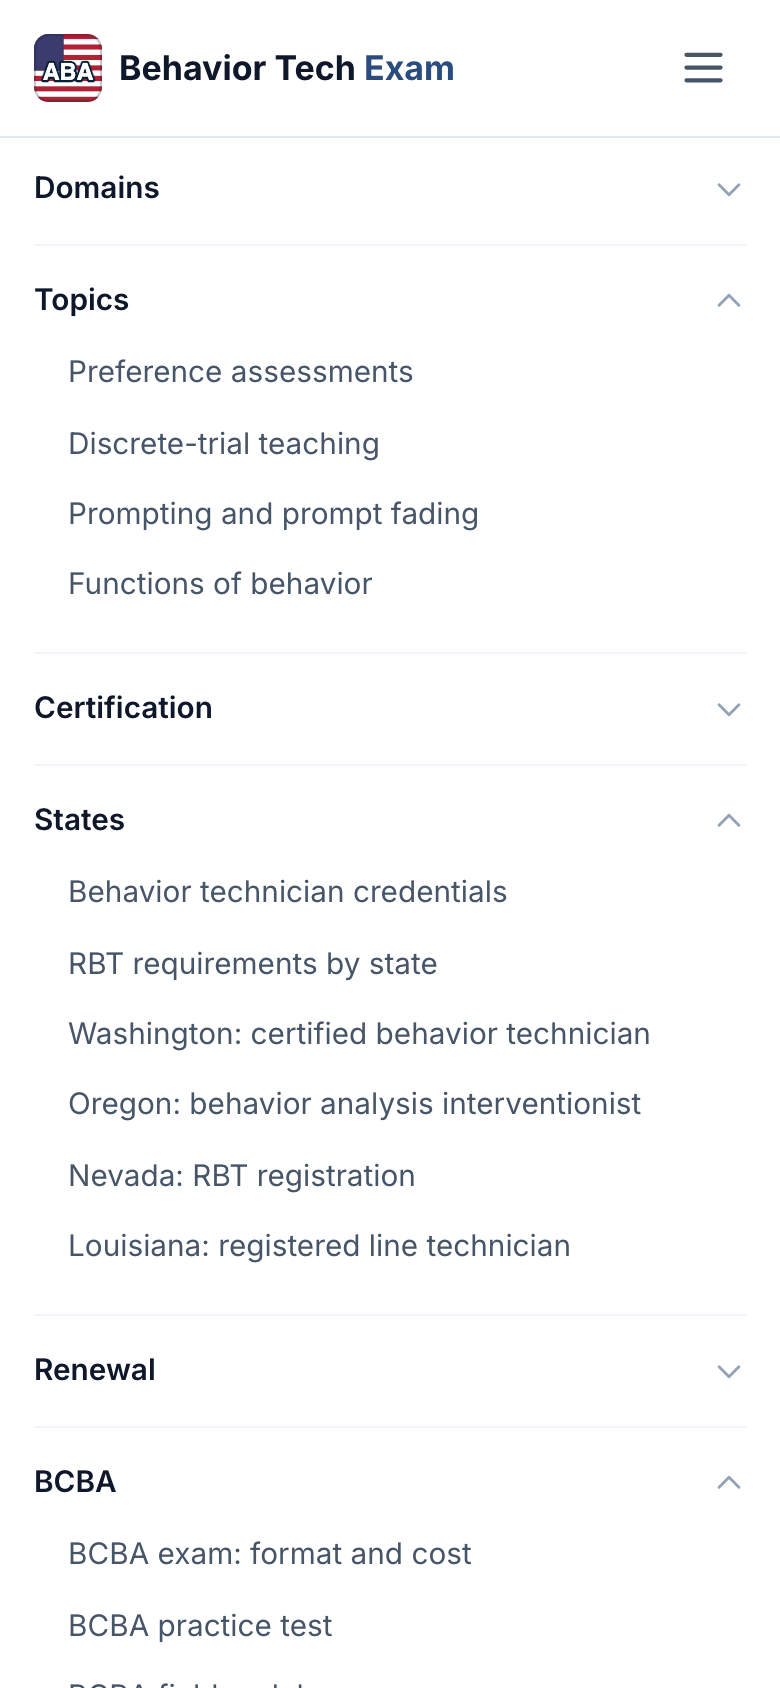 ABA
Behavior Tech Exam
Domains
Topics
Preference assessments
Discrete-trial teaching
Prompting and prompt fading
Functions of behavior
Certification
States
Behavior technician credentials
RBT requirements by state
Washington: certified behavior technician
Oregon: behavior analysis interventionist
Nevada: RBT registration
Louisiana: registered line technician
Renewal
BCBA
BCBA exam: format and cost
BCBA practice test